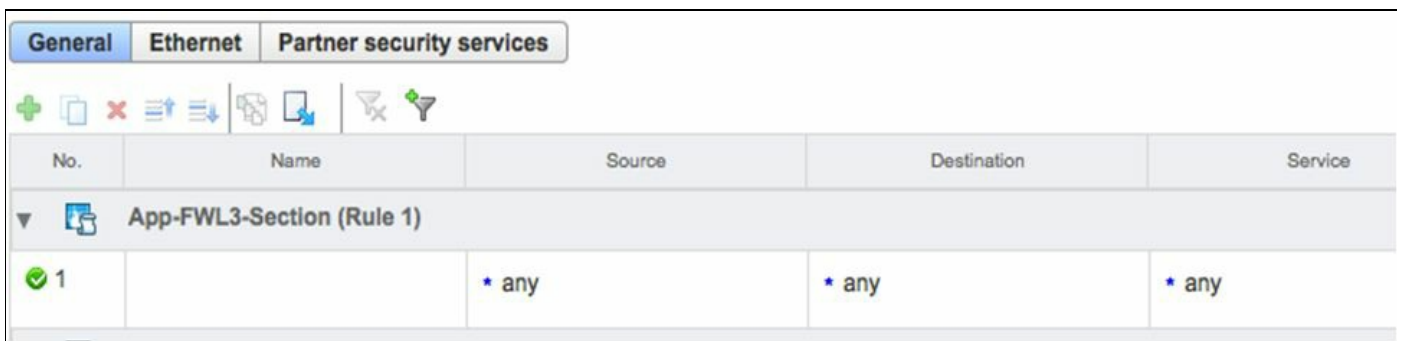 General Ethernet Partner security services
No. Name Source Destination Service
App-FWL3-Section (Rule 1)
1 * any * any * any